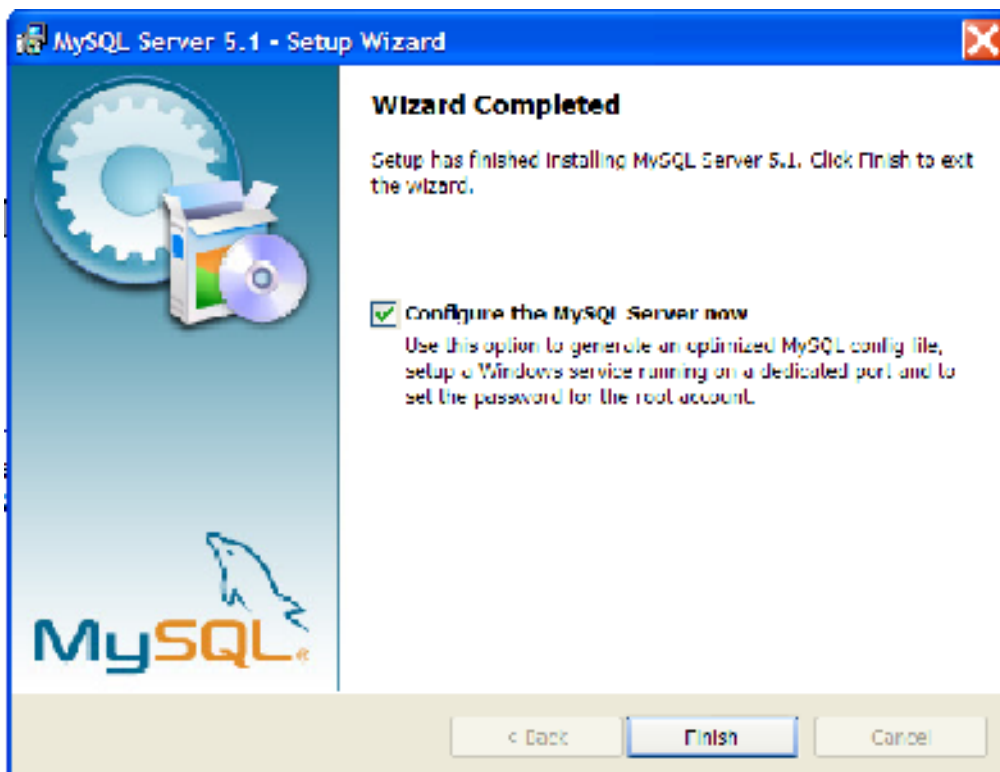 MySQL Server 5.1 - Setup Wizard
Wizard Completed
Setup has finished installing MySQL Server 5.1. Click Finish to exit
the wizard.
Configure the MySQL Server now
Use this option to generate an optimized MySQL config file,
setup a Windows service running on a dedicated port and to
set the password for the root account.
MySQL®
< Back
Finish
Cancel